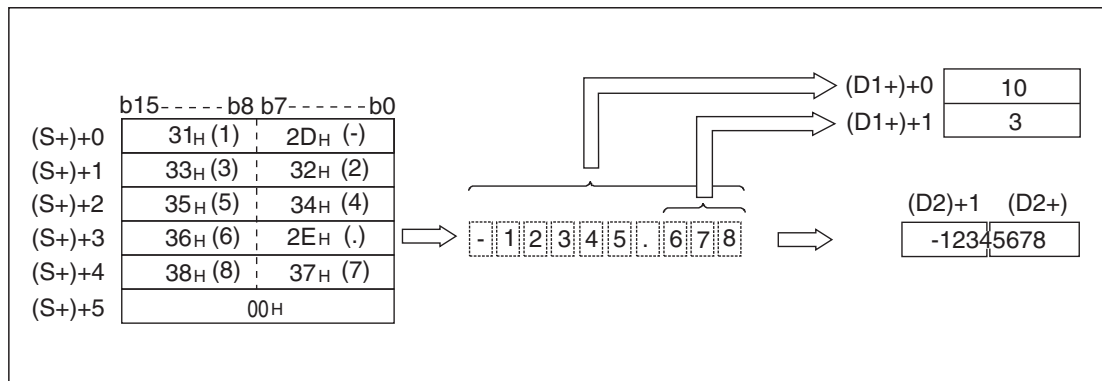 b15-----b8 b7------b0
(S+)+0 31H (1) 2DH (-)
(S+)+1 33H (3) 32H (2)
(S+)+2 35H (5) 34H (4)
(S+)+3 36H (6) 2EH (.)
(S+)+4 38H (8) 37H (7)
(S+)+5 00H
- 1 2 3 4 5 . 6 7 8
(D1+)+0 10
(D1+)+1 3
(D2)+1 (D2+)
-12345678